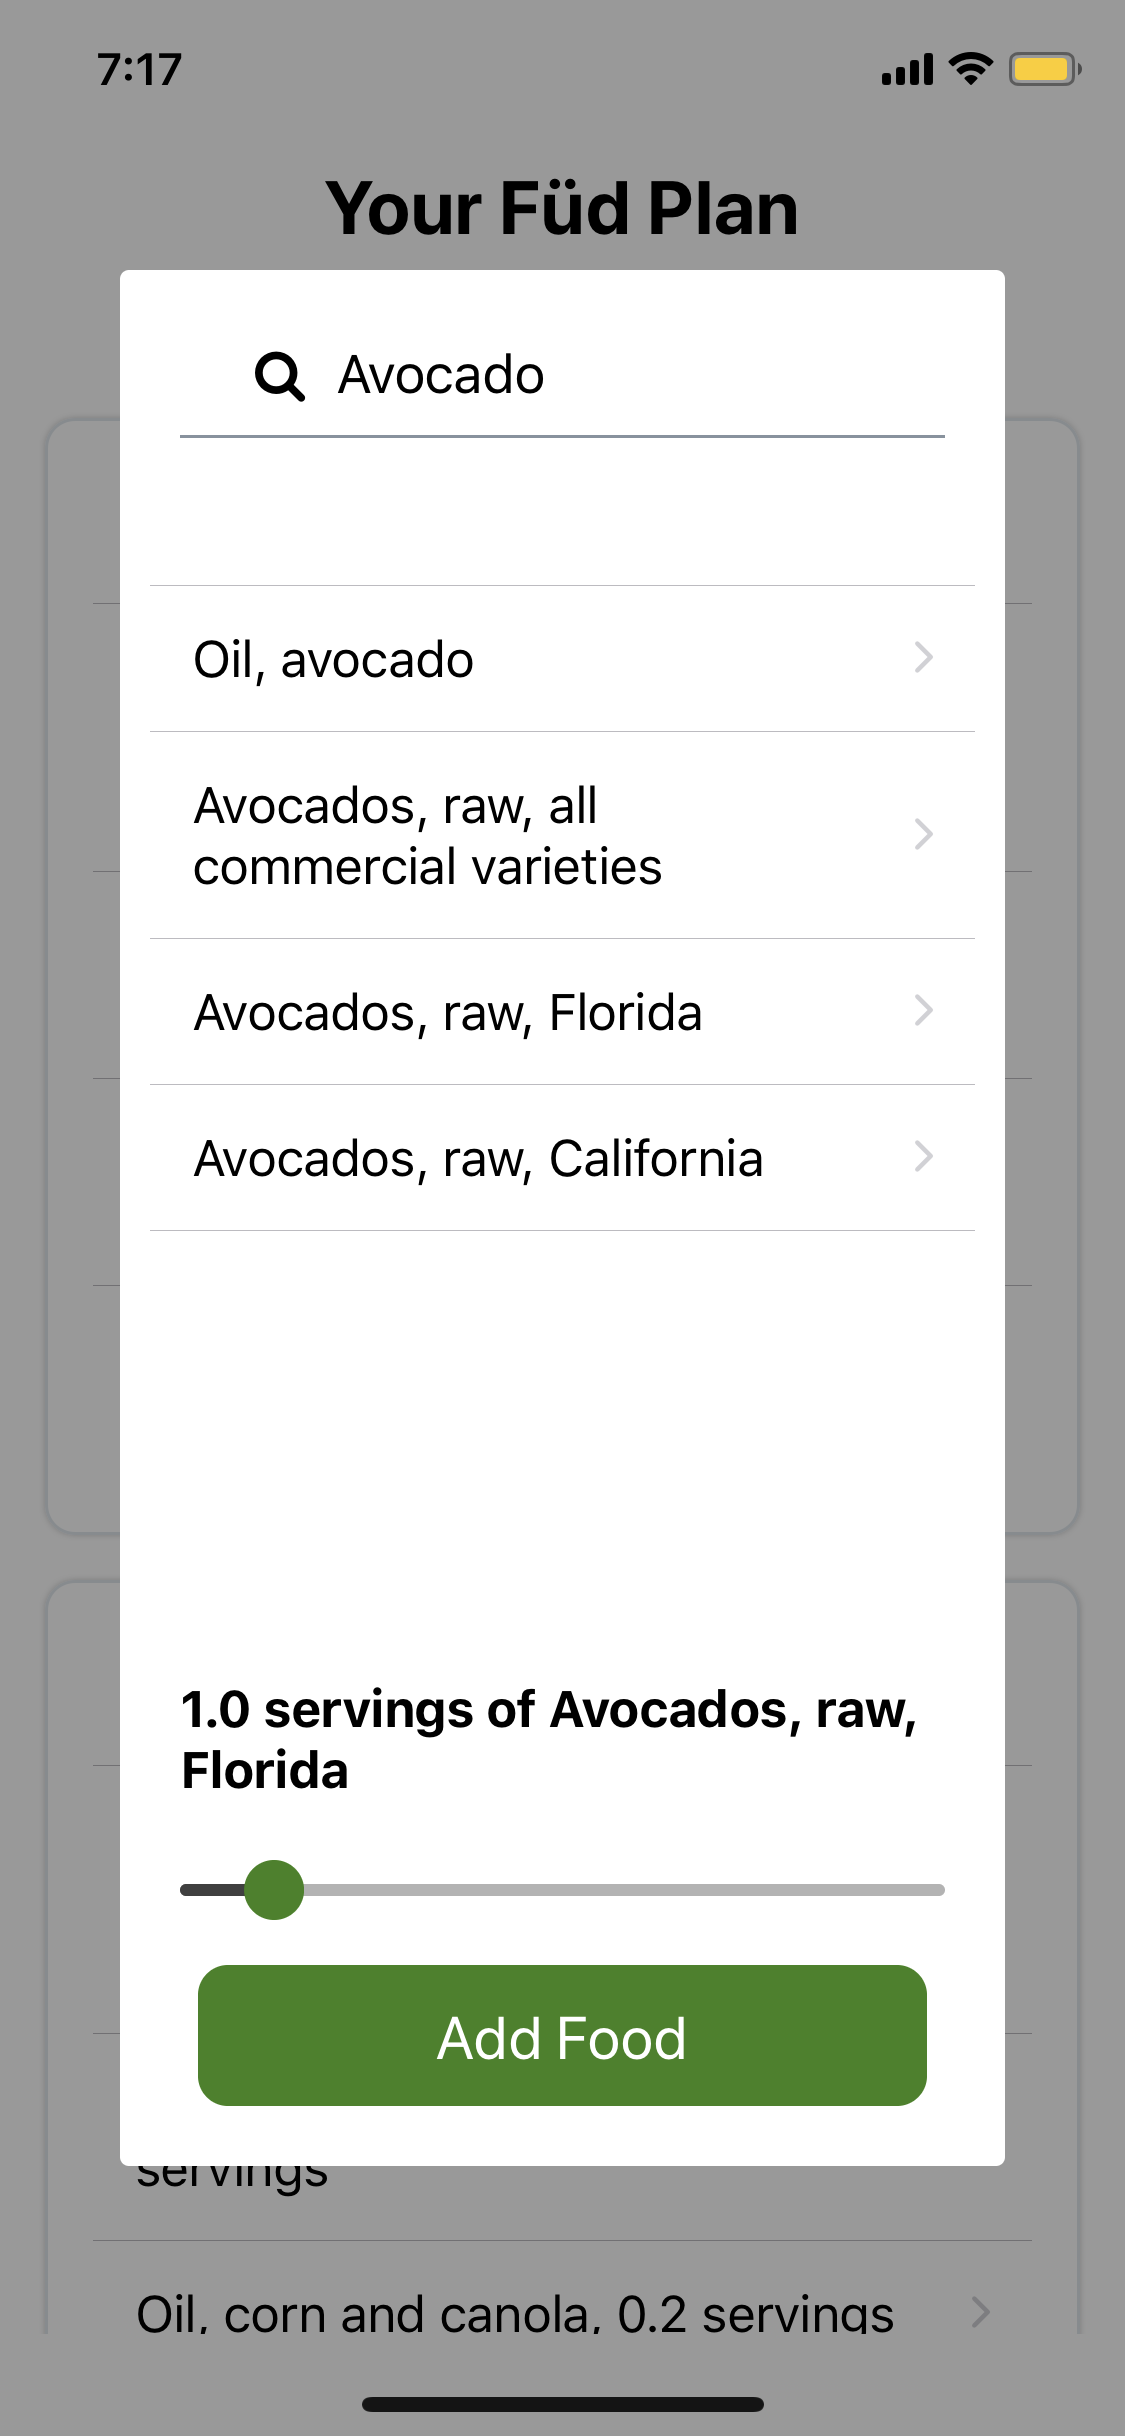 7:17
Your Füd Plan
Avocado
Oil, avocado
Avocados, raw, all
commercial varieties
Avocados, raw, Florida
Avocados, raw, California
1.0 servings of Avocados, raw,
Florida
Add Food
servings
Oil, corn and canola, 0.2 servings